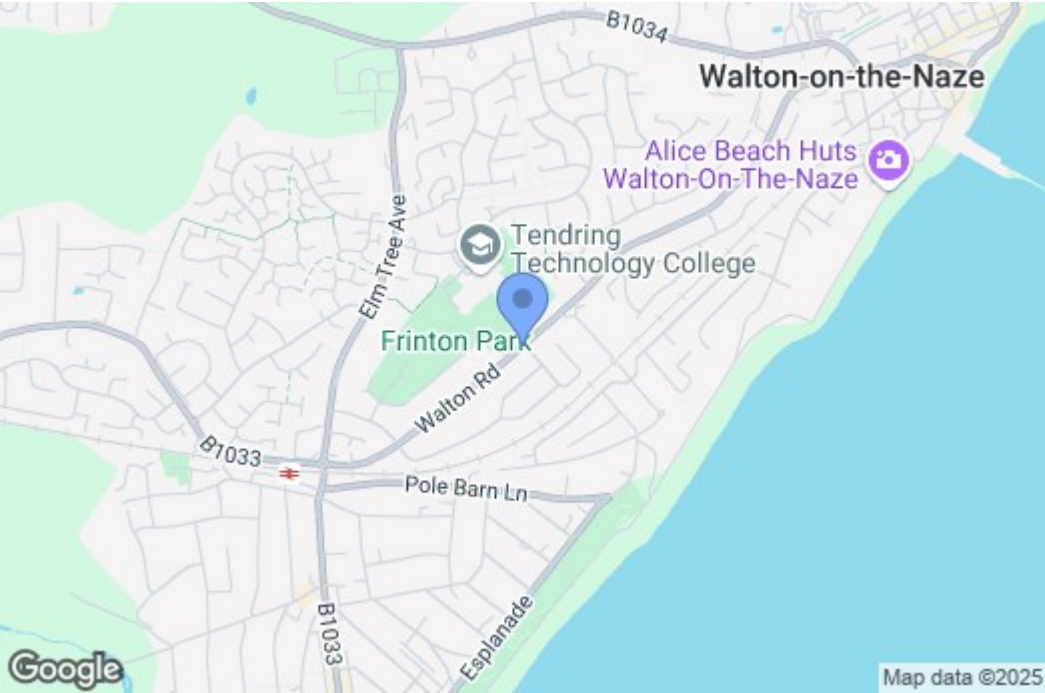 B1034
Walton-on-the-Naze
Alice Beach Huts
Walton-On-The-Naze
Elm Tree Ave
Tendring
Technology College
Frinton Park
Walton Rd
B1033
Pole Barn Ln
B1033
Esplanade
Google
Map data ©2025